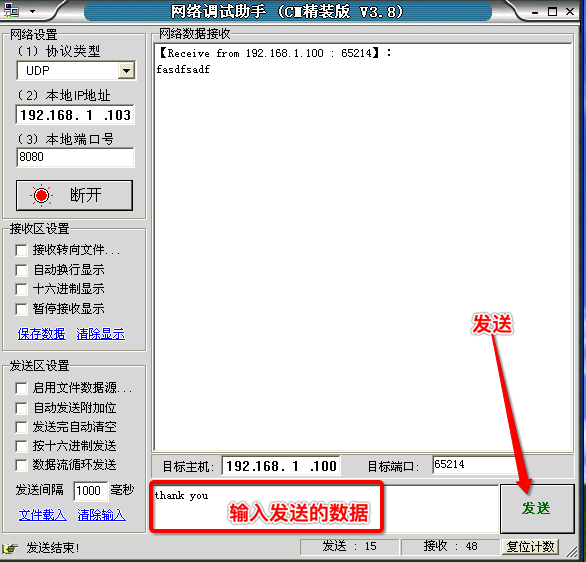 网络调试助手（C■精装版 V3.8）
网络设置
（1）协议类型
UDP
（2）本地IP地址
192.168. 1 .103
（3）本地端口号
8080
断开
接收区设置
接收转向文件...
自动换行显示
十六进制显示
暂停接收显示
保存数据 清除显示
发送区设置
启用文件数据源...
自动发送附加位
发送完自动清空
按十六进制发送
数据流循环发送
发送间隔 1000 毫秒
文件载入 清除输入
网络数据接收
【Receive from 192.168.1.100 : 65214】：
fasdfsadf
发送
目标主机: 192.168. 1 .100 目标端口: 65214
thank you
输入发送的数据
发送
发送结束!
发送 : 15
接收 : 48
复位计数